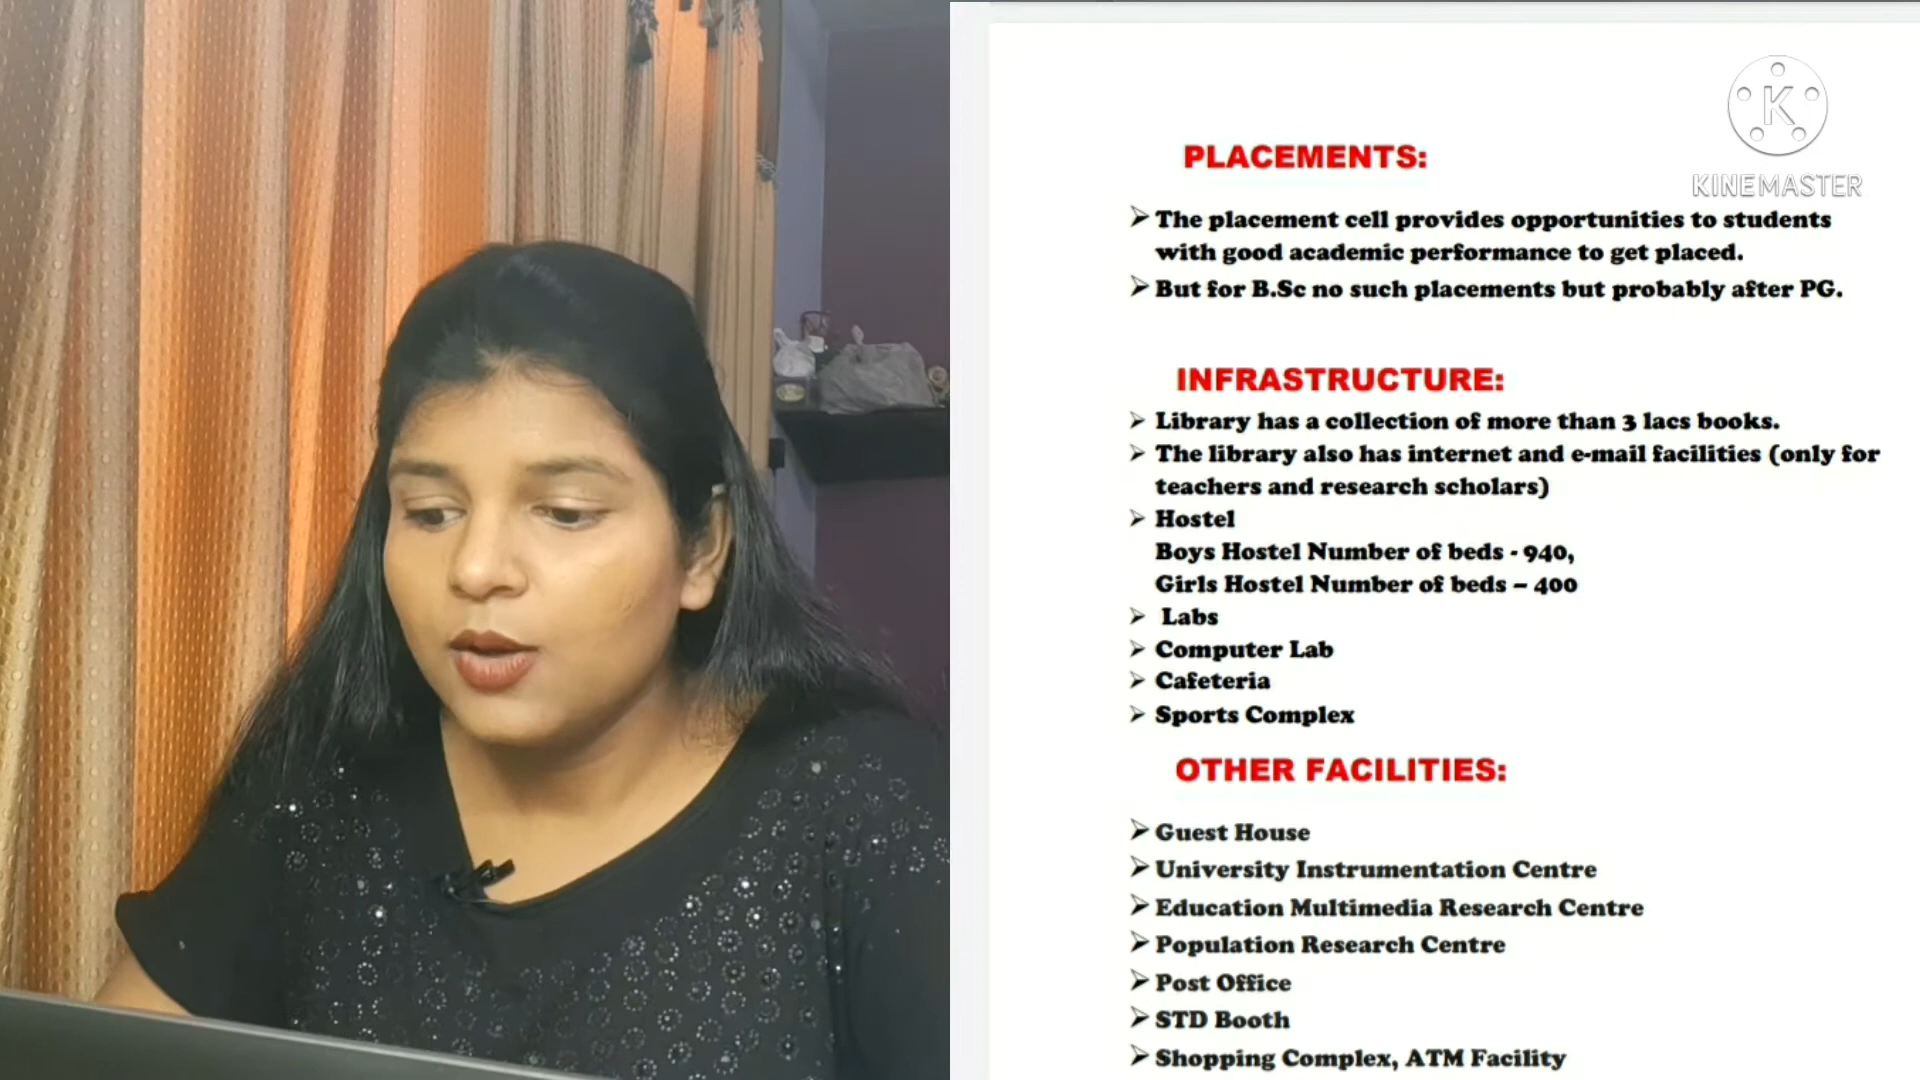 K
KINEMASTER
PLACEMENTS:
The placement cell provides opportunities to students
with good academic performance to get placed.
But for B.Sc no such placements but probably after PG.
INFRASTRUCTURE:
Library has a collection of more than 3 lacs books.
The library also has internet and e-mail facilities (only for
teachers and research scholars)
Hostel
Boys Hostel Number of beds - 940,
Girls Hostel Number of beds – 400
Labs
Computer Lab
Cafeteria
Sports Complex
OTHER FACILITIES:
Guest House
University Instrumentation Centre
Education Multimedia Research Centre
Population Research Centre
Post Office
STD Booth
Shopping Complex, ATM Facility